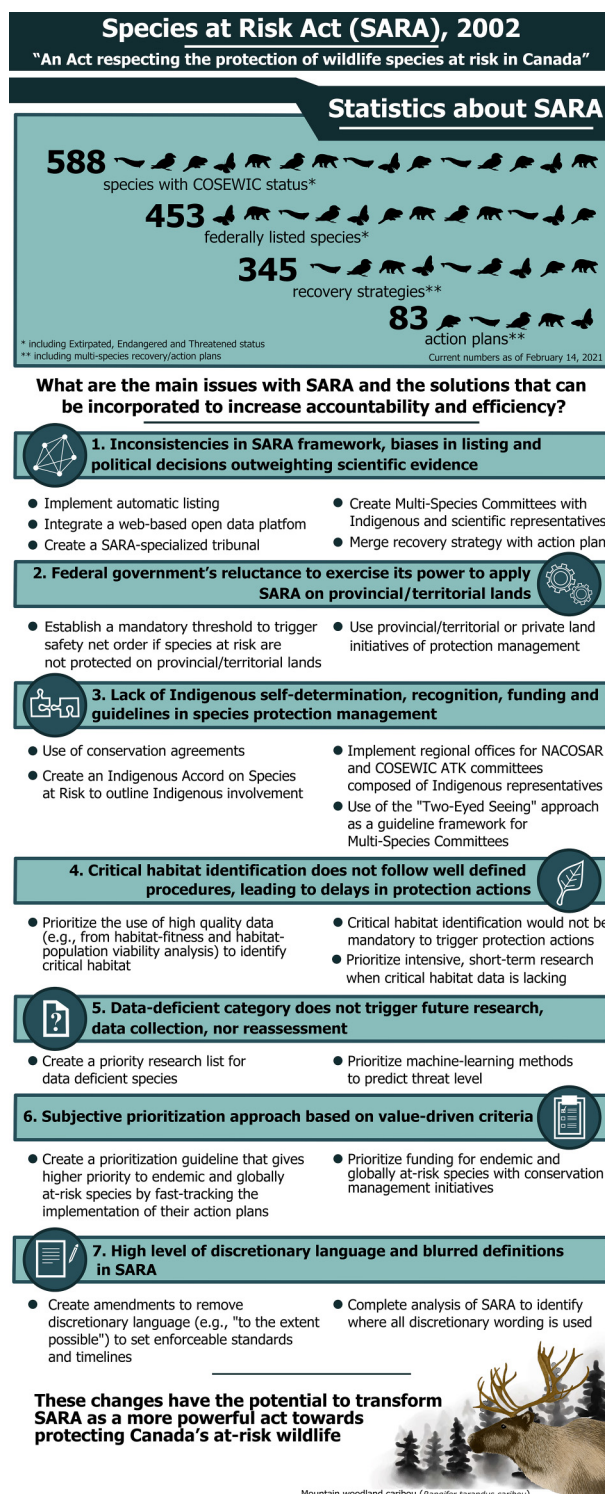 Species at Risk Act (SARA), 2002
“An Act respecting the protection of wildlife species at risk in Canada”
Statistics about SARA
588
species with COSEWIC status*
453
federally listed species*
345
recovery strategies**
83
action plans**
* including Extirpated, Endangered and Threatened status
** including multi-species recovery/action plans
Current numbers as of February 14, 2021
What are the main issues with SARA and the solutions that can
be incorporated to increase accountability and efficiency?
1. Inconsistencies in SARA framework, biases in listing and
political decisions outweighting scientific evidence
● Implement automatic listing
● Integrate a web-based open data platfom
● Create a SARA-specialized tribunal
● Create Multi-Species Committees with
Indigenous and scientific representatives
● Merge recovery strategy with action plan
2. Federal government’s reluctance to exercise its power to apply
SARA on provincial/territorial lands
● Establish a mandatory threshold to trigger
safety net order if species at risk are
not protected on provincial/territorial lands
● Use provincial/territorial or private land
initiatives of protection management
3. Lack of Indigenous self-determination, recognition, funding and
guidelines in species protection management
● Use of conservation agreements
● Create an Indigenous Accord on Species
at Risk to outline Indigenous involvement
● Implement regional offices for NACOSAR
and COSEWIC ATK committees
composed of Indigenous representatives
● Use of the "Two-Eyed Seeing" approach
as a guideline framework for
Multi-Species Committees
4. Critical habitat identification does not follow well defined
procedures, leading to delays in protection actions
● Prioritize the use of high quality data
(e.g., from habitat-fitness and habitat-
population viability analysis) to identify
critical habitat
● Critical habitat identification would not be
mandatory to trigger protection actions
● Prioritize intensive, short-term research
when critical habitat data is lacking
?
5. Data-deficient category does not trigger future research,
data collection, nor reassessment
● Create a priority research list for
data deficient species
● Prioritize machine-learning methods
to predict threat level
6. Subjective prioritization approach based on value-driven criteria
● Create a prioritization guideline that gives
higher priority to endemic and globally
at-risk species by fast-tracking the
implementation of their action plans
● Prioritize funding for endemic and
globally at-risk species with conservation
management initiatives
7. High level of discretionary language and blurred definitions
in SARA
● Create amendments to remove
discretionary language (e.g., "to the extent
possible") to set enforceable standards
and timelines
● Complete analysis of SARA to identify
where all discretionary wording is used
These changes have the potential to transform
SARA as a more powerful act towards
protecting Canada’s at-risk wildlife
Mountain woodland caribou (Rangifer tarandus caribou)